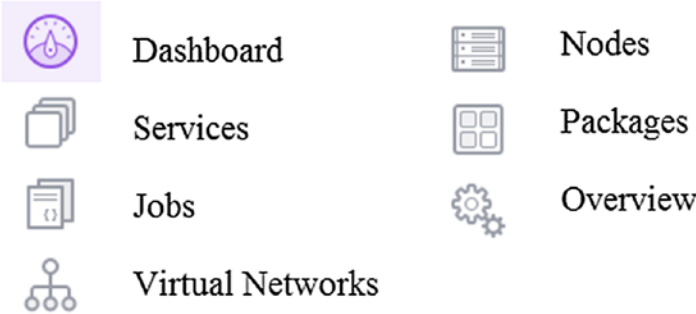 Dashboard
Services
Jobs
Virtual Networks
Nodes
Packages
Overview